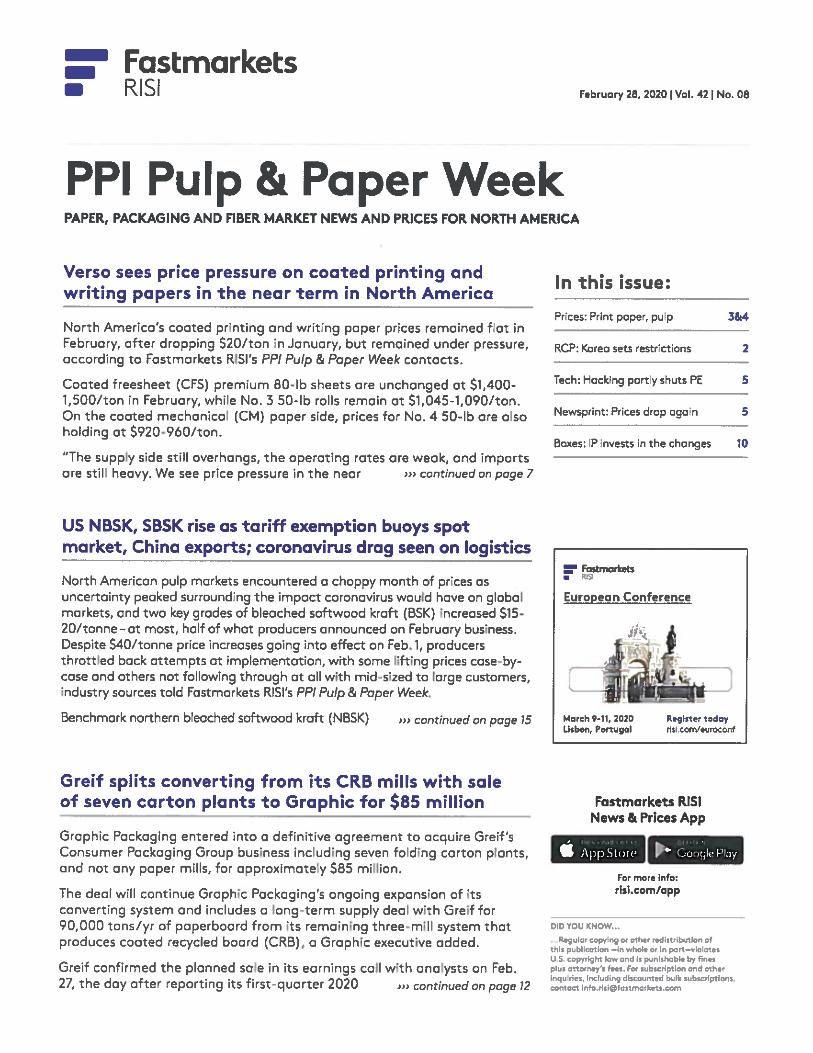 Fastmarkets
RISI
February 28, 2020 | Vol. 42 | No. 08
PPI Pulp & Paper Week
PAPER, PACKAGING AND FIBER MARKET NEWS AND PRICES FOR NORTH AMERICA
Verso sees price pressure on coated printing and
writing papers in the near term in North America
North America's coated printing and writing paper prices remained flat in
February, after dropping $20/ton in January, but remained under pressure,
according to Fastmarkets RISI's PPI Pulp & Paper Week contacts.
Coated freesheet (CFS) premium 80-lb sheets are unchanged at $1,400-
1,500/ton in February, while No. 3 50-lb rolls remain at $1,045-1,090/ton.
On the coated mechanical (CM) paper side, prices for No. 4 50-lb are also
holding at $920-960/ton.
"The supply side still overhangs, the operating rates are weak, and imports
are still heavy. We see price pressure in the near ››› continued on page 7
US NBSK, SBSK rise as tariff exemption buoys spot
market, China exports; coronavirus drag seen on logistics
North American pulp markets encountered a choppy month of prices as
uncertainty peaked surrounding the impact coronavirus would have on global
markets, and two key grades of bleached softwood kraft (BSK) increased $15-
20/tonne–at most, half of what producers announced on February business.
Despite $40/tonne price increases going into effect on Feb. 1, producers
throttled back attempts at implementation, with some lifting prices case-by-
case and others not following through at all with mid-sized to large customers,
industry sources told Fastmarkets RISI's PPI Pulp & Paper Week.
Benchmark northern bleached softwood kraft (NBSK) ››› continued on page 15
Greif splits converting from its CRB mills with sale
of seven carton plants to Graphic for $85 million
Graphic Packaging entered into a definitive agreement to acquire Greif's
Consumer Packaging Group business including seven folding carton plants,
and not any paper mills, for approximately $85 million.
The deal will continue Graphic Packaging's ongoing expansion of its
converting system and includes a long-term supply deal with Greif for
90,000 tons/yr of paperboard from its remaining three-mill system that
produces coated recycled board (CRB), a Graphic executive added.
Greif confirmed the planned sale in its earnings call with analysts on Feb.
27, the day after reporting its first-quarter 2020 ››› continued on page 12
In this issue:
Prices: Print paper, pulp 3&4
RCP: Korea sets restrictions 2
Tech: Hacking partly shuts PE 5
Newsprint: Prices drop again 5
Boxes: IP invests in the changes 10
Fastmarkets
RISI
European Conference
March 9-11, 2020 Register today
Lisbon, Portugal risi.com/euroconf
Fastmarkets RISI
News & Prices App
App Store Google Play
For more info:
risi.com/app
DID YOU KNOW...
...Regular copying or other redistribution of
this publication —in whole or in part—violates
U.S. copyright law and is punishable by fines
plus attorney's fees. For subscription and other
inquiries, including discounted bulk subscriptions,
contact info.risi@fastmarkets.com